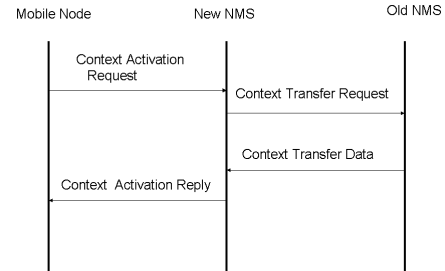 Mobile Node
New NMS
Old NMS
Context Activation
Request
Context Transfer Request
Context Transfer Data
Context Activation Reply